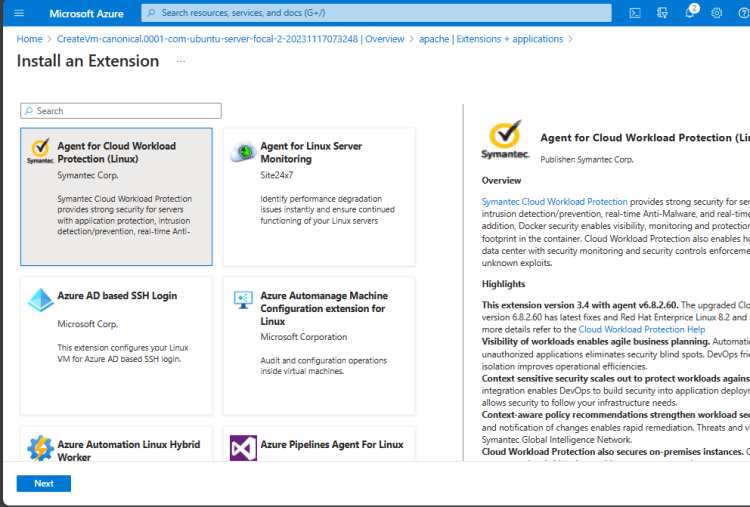 Microsoft Azure
Search resources, services, and docs (G+/)
2
Home > CreateVm-canonical.0001-com-ubuntu-server-focal-2-20231117073248 | Overview > apache | Extensions + applications >
Install an Extension ...
Search
Symantec.
Agent for Cloud Workload
Protection (Linux)
Symantec Corp.
Symantec Cloud Workload Protection
provides strong security for servers
with application protection, intrusion
detection/prevention, real-time Anti-
Agent for Linux Server
Monitoring
Site24x7
Identify performance degradation
issues instantly and ensure continued
functioning of your Linux servers
Azure AD based SSH Login
Microsoft Corp.
This extension configures your Linux
VM for Azure AD based SSH login.
Azure Automanage Machine
Configuration extension for
Linux
Microsoft Corporation
Audit and configuration operations
inside virtual machines.
Azure Automation Linux Hybrid
Worker
Azure Pipelines Agent For Linux
Next
Symantec.
Agent for Cloud Workload Protection (Li
Publisher: Symantec Corp.
Overview
Symantec Cloud Workload Protection provides strong security for ser
intrusion detection/prevention, real-time Anti-Malware, and real-time
addition, Docker security enables visibility, monitoring and protection
footprint in the container. Cloud Workload Protection also enables h
data center with security monitoring and security controls enforceme
unknown exploits.
Highlights
This extension version 3.4 with agent v6.8.2.60. The upgraded Clo
version 6.8.2.60 has latest fixes and Red Hat Enterprice Linux 8.2 and
more details refer to the Cloud Workload Protection Help
Visibility of workloads enables agile business planning. Automatic
unauthorized applications eliminates security blind spots. DevOps frie
isolation improves operational efficiencies.
Context sensitive security scales out to protect workloads agains
integration enables DevOps to build security into application deploym
allows security to follow your infrastructure needs.
Context-aware policy recommendations strengthen workload sec
and notification of changes enables rapid remediation. Threats and v
Symantec Global Intelligence Network.
Cloud Workload Protection also secures on-premises instances. C